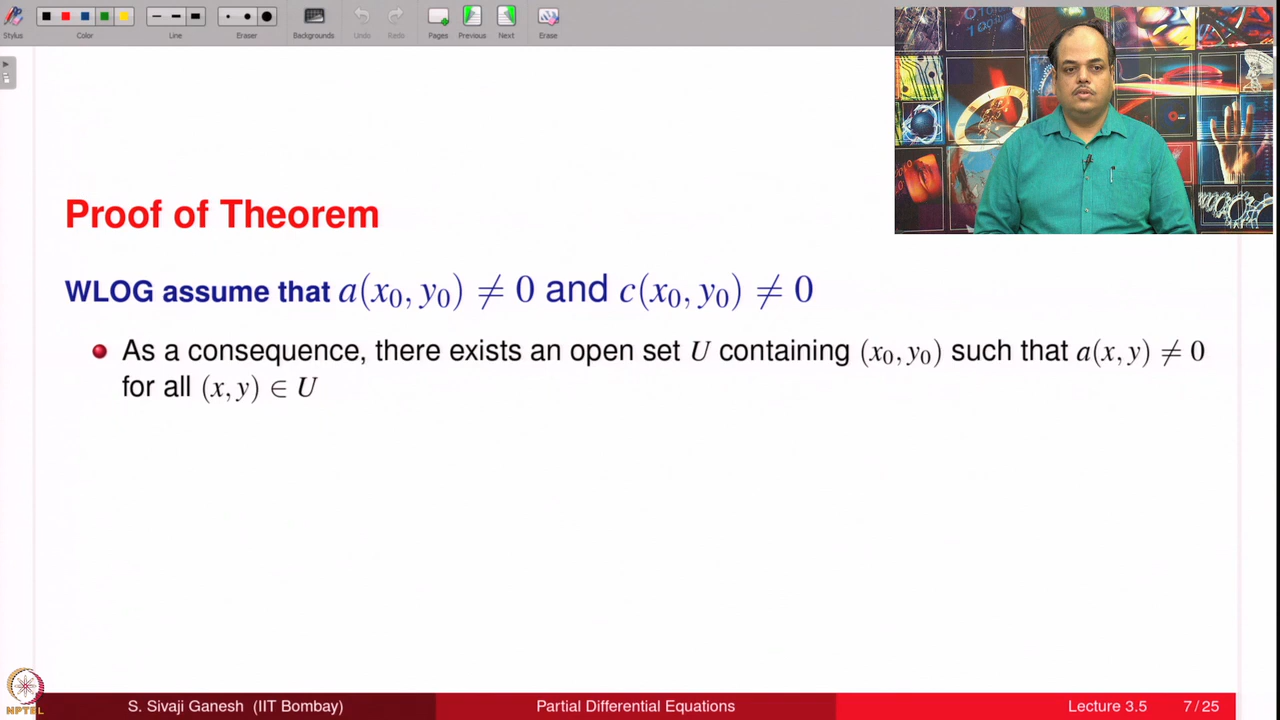 Stylus
Color
Line
Eraser
Backgrounds
Undo
Redo
Pages
Previous
Next
Erase
Proof of Theorem
WLOG assume that a(x₀, y₀) ≠ 0 and c(x₀, y₀) ≠ 0
As a consequence, there exists an open set U containing (x₀, y₀) such that a(x, y) ≠ 0
for all (x, y) ∈ U
NPTEL
S. Sivaji Ganesh (IIT Bombay)
Partial Differential Equations
Lecture 3.5
7 / 25